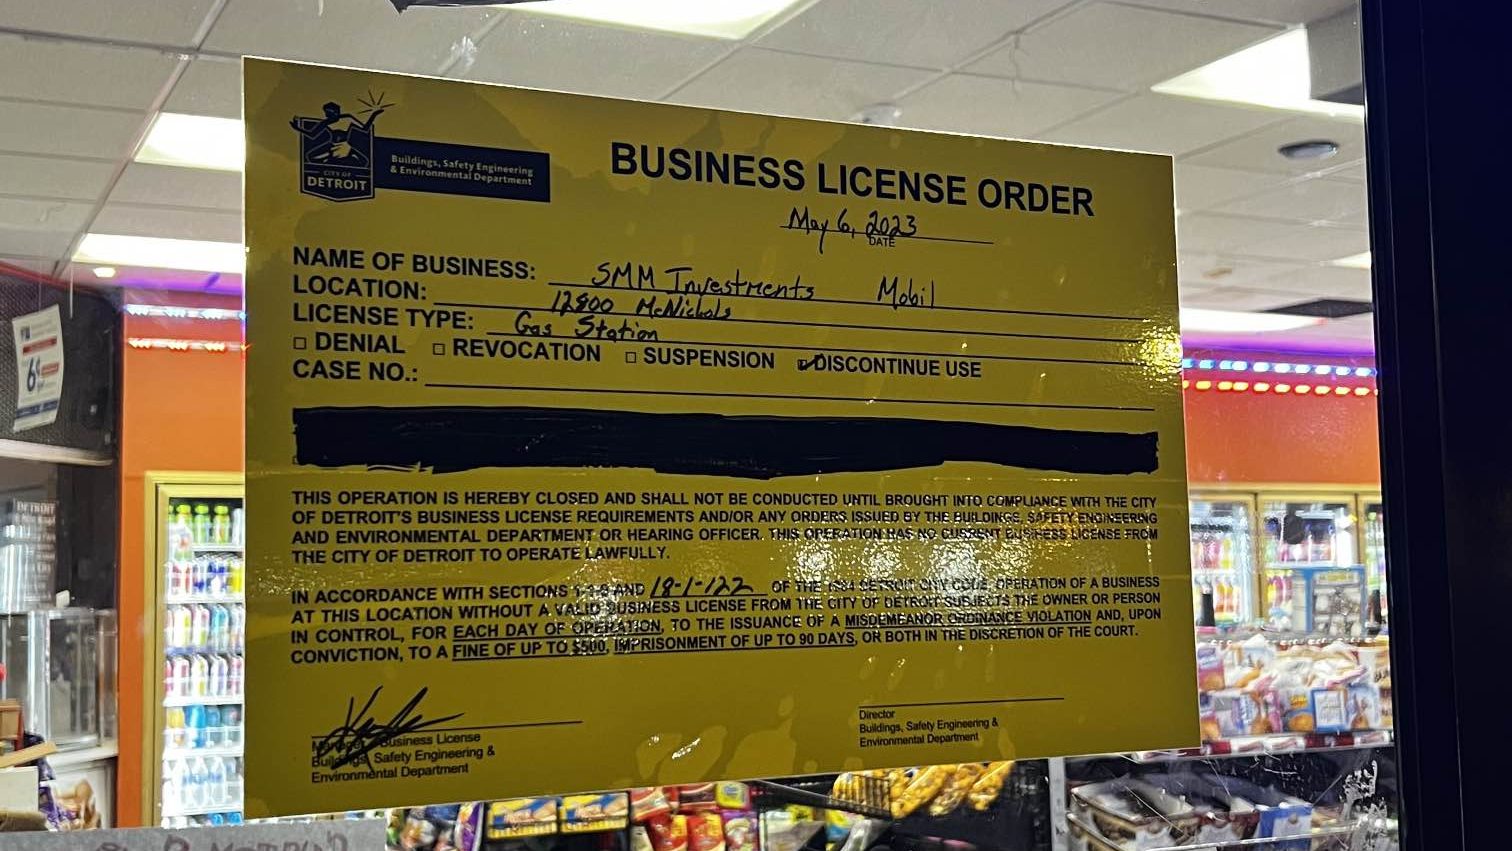 CITY OF
DETROIT
Buildings, Safety Engineering
& Environmental Department
BUSINESS LICENSE ORDER
May 6, 2023
DATE
NAME OF BUSINESS: SMM Investments Mobil
LOCATION: 12800 McNichols
LICENSE TYPE: Gas Station
□ DENIAL □ REVOCATION □ SUSPENSION ☑ DISCONTINUE USE
CASE NO.:
THIS OPERATION IS HEREBY CLOSED AND SHALL NOT BE CONDUCTED UNTIL BROUGHT INTO COMPLIANCE WITH THE CITY
OF DETROIT'S BUSINESS LICENSE REQUIREMENTS AND/OR ANY ORDERS ISSUED BY THE BUILDINGS, SAFETY ENGINEERING
AND ENVIRONMENTAL DEPARTMENT OR HEARING OFFICER. THIS OPERATION HAS NO CURRENT BUSINESS LICENSE FROM
THE CITY OF DETROIT TO OPERATE LAWFULLY.
IN ACCORDANCE WITH SECTIONS AND 18-1-122 OF THE 1984 DETROIT CITY CODE, OPERATION OF A BUSINESS
AT THIS LOCATION WITHOUT A VALID BUSINESS LICENSE FROM THE CITY OF DETROIT SUBJECTS THE OWNER OR PERSON
IN CONTROL, FOR EACH DAY OF OPERATION, TO THE ISSUANCE OF A MISDEMEANOR ORDINANCE VIOLATION AND, UPON
CONVICTION, TO A FINE OF UP TO $500, IMPRISONMENT OF UP TO 90 DAYS, OR BOTH IN THE DISCRETION OF THE COURT.
Manager Business License
Buildings, Safety Engineering &
Environmental Department
Director
Buildings, Safety Engineering &
Environmental Department